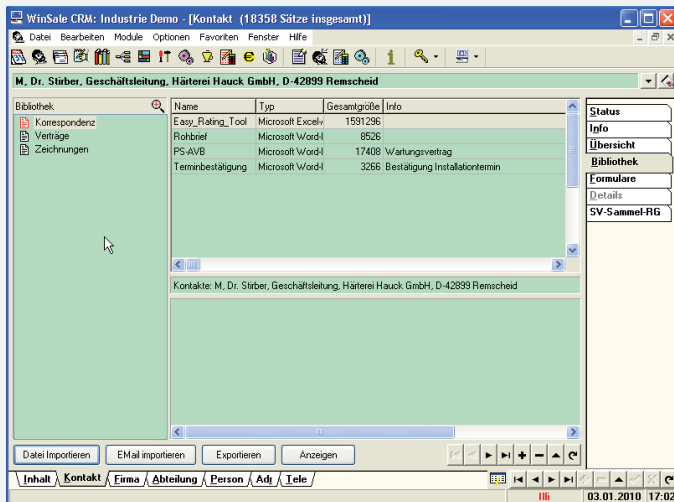 WinSale CRM: Industrie Demo - [Kontakt (18358 Sätze insgesamt)]
Datei Bearbeiten Module Optionen Favoriten Fenster Hilfe
M, Dr. Stirber, Geschäftsleitung, Härterei Hauck GmbH, D-42899 Remscheid
Bibliothek
Korrespondenz
Verträge
Zeichnungen
Name Typ Gesamtgröße Info
Easy_Rating_Tool Microsoft Excel 1591296
Rohbrief Microsoft Word-I 8526
PS-AVB Microsoft Word-I 17408 Wartungsvertrag
Terminbestätigung Microsoft Word-I 3266 Bestätigung Installationtermin
Kontakte: M, Dr. Stirber, Geschäftsleitung, Härterei Hauck GmbH, D-42899 Remscheid
Status
Info
Übersicht
Bibliothek
Formulare
Details
SV-Sammel-RG
Datei Importieren EMail importieren Exportieren Anzeigen
Inhalt Kontakt Firma Abteilung Person Adr Tele
Illi 03.01.2010 17:02